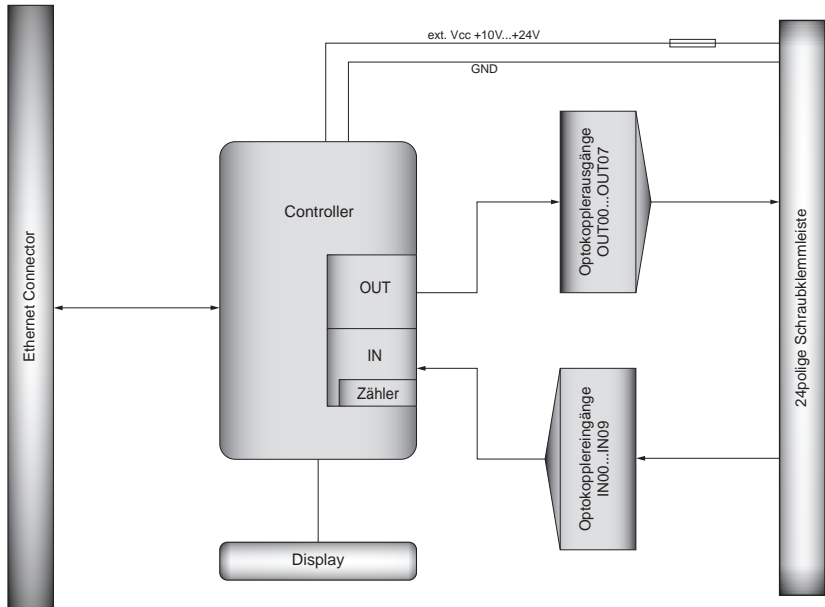 ext. Vcc +10V...+24V
GND
Ethernet Connector
Controller
OUT
IN
Zähler
Display
Optokopplerausgänge
OUT00...OUT07
Optokopplereingänge
IN00...IN09
24polige Schraubklemmleiste